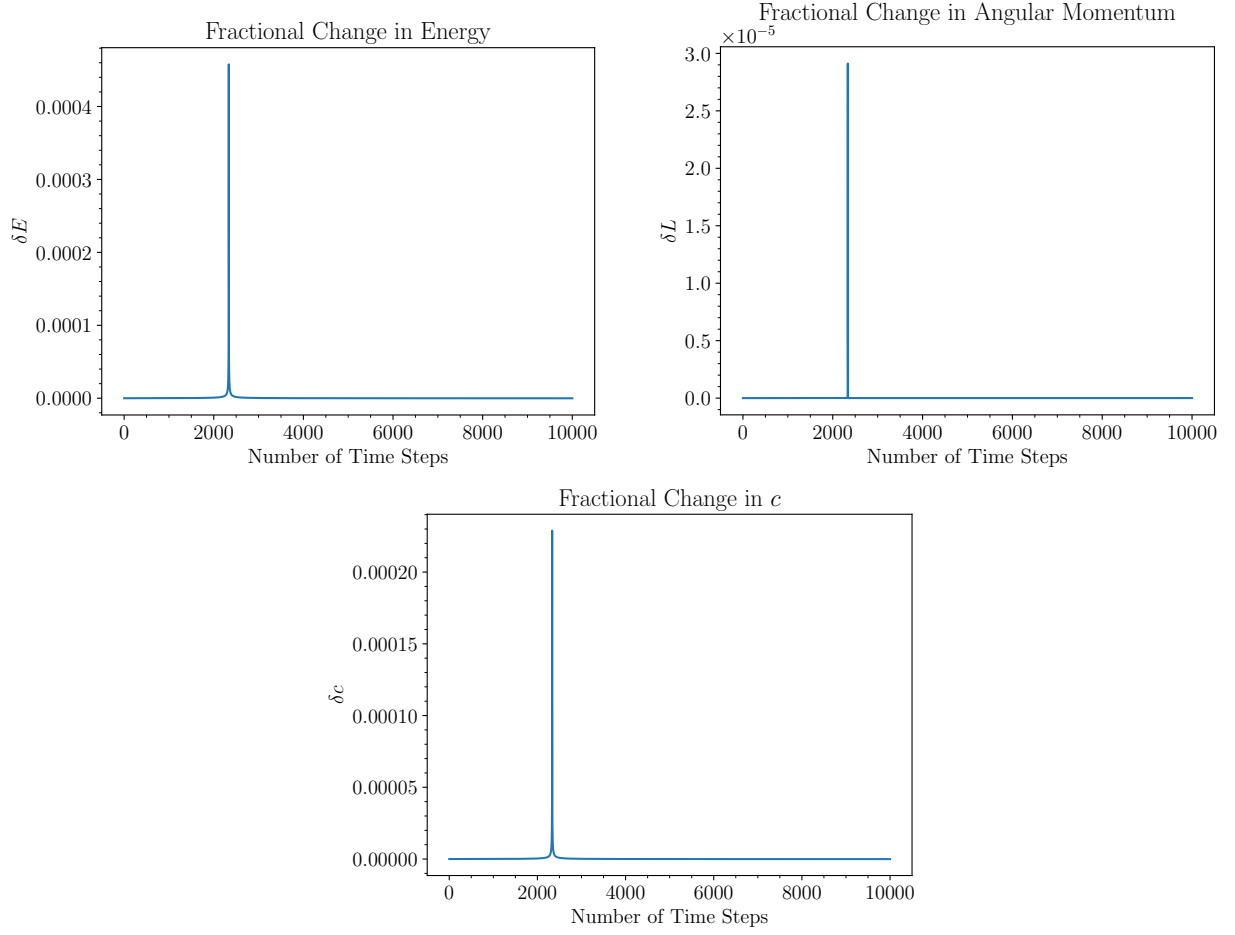 Fractional Change in Energy
0.0004
0.0003
0.0002
0.0001
0.0000
δE
0 2000 4000 6000 8000 10000
Number of Time Steps
Fractional Change in Angular Momentum
×10−5
3.0
2.5
2.0
1.5
1.0
0.5
0.0
δL
0 2000 4000 6000 8000 10000
Number of Time Steps
Fractional Change in c
0.00020
0.00015
0.00010
0.00005
0.00000
δc
0 2000 4000 6000 8000 10000
Number of Time Steps